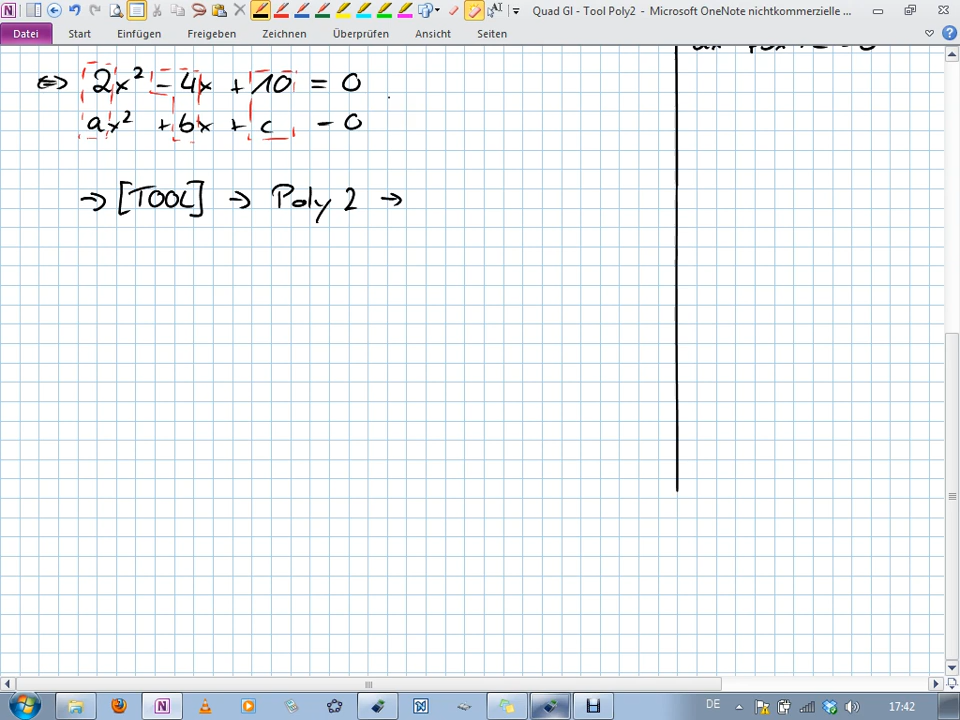 Quad Gl - Tool Poly2 - Microsoft OneNote nichtkommerzielle ...
Datei Start Einfügen Freigeben Zeichnen Überprüfen Ansicht Seiten
⇔ 2x² - 4x + 10 = 0
ax² + bx + c - 0
→ [TOOL] → Poly 2 →
DE 17:42